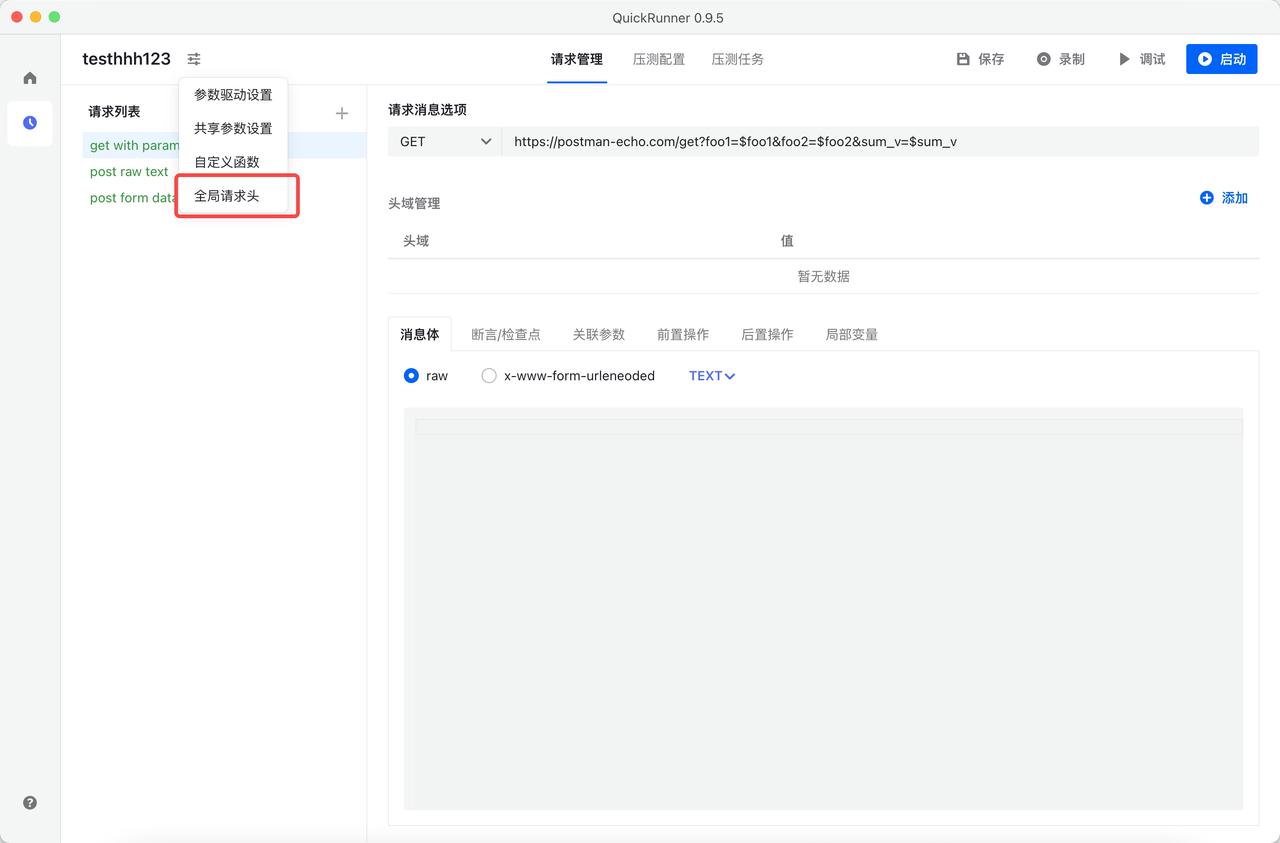 QuickRunner 0.9.5
testhhh123
请求管理
压测配置
压测任务
保存
录制
调试
启动
参数驱动设置
共享参数设置
自定义函数
全局请求头
请求列表
get with param
post raw text
post form data
请求消息选项
GET
https://postman-echo.com/get?foo1=$foo1&foo2=$foo2&sum_v=$sum_v
头域管理
添加
头域
值
暂无数据
消息体
断言/检查点
关联参数
前置操作
后置操作
局部变量
raw
x-www-form-urleneoded
TEXT